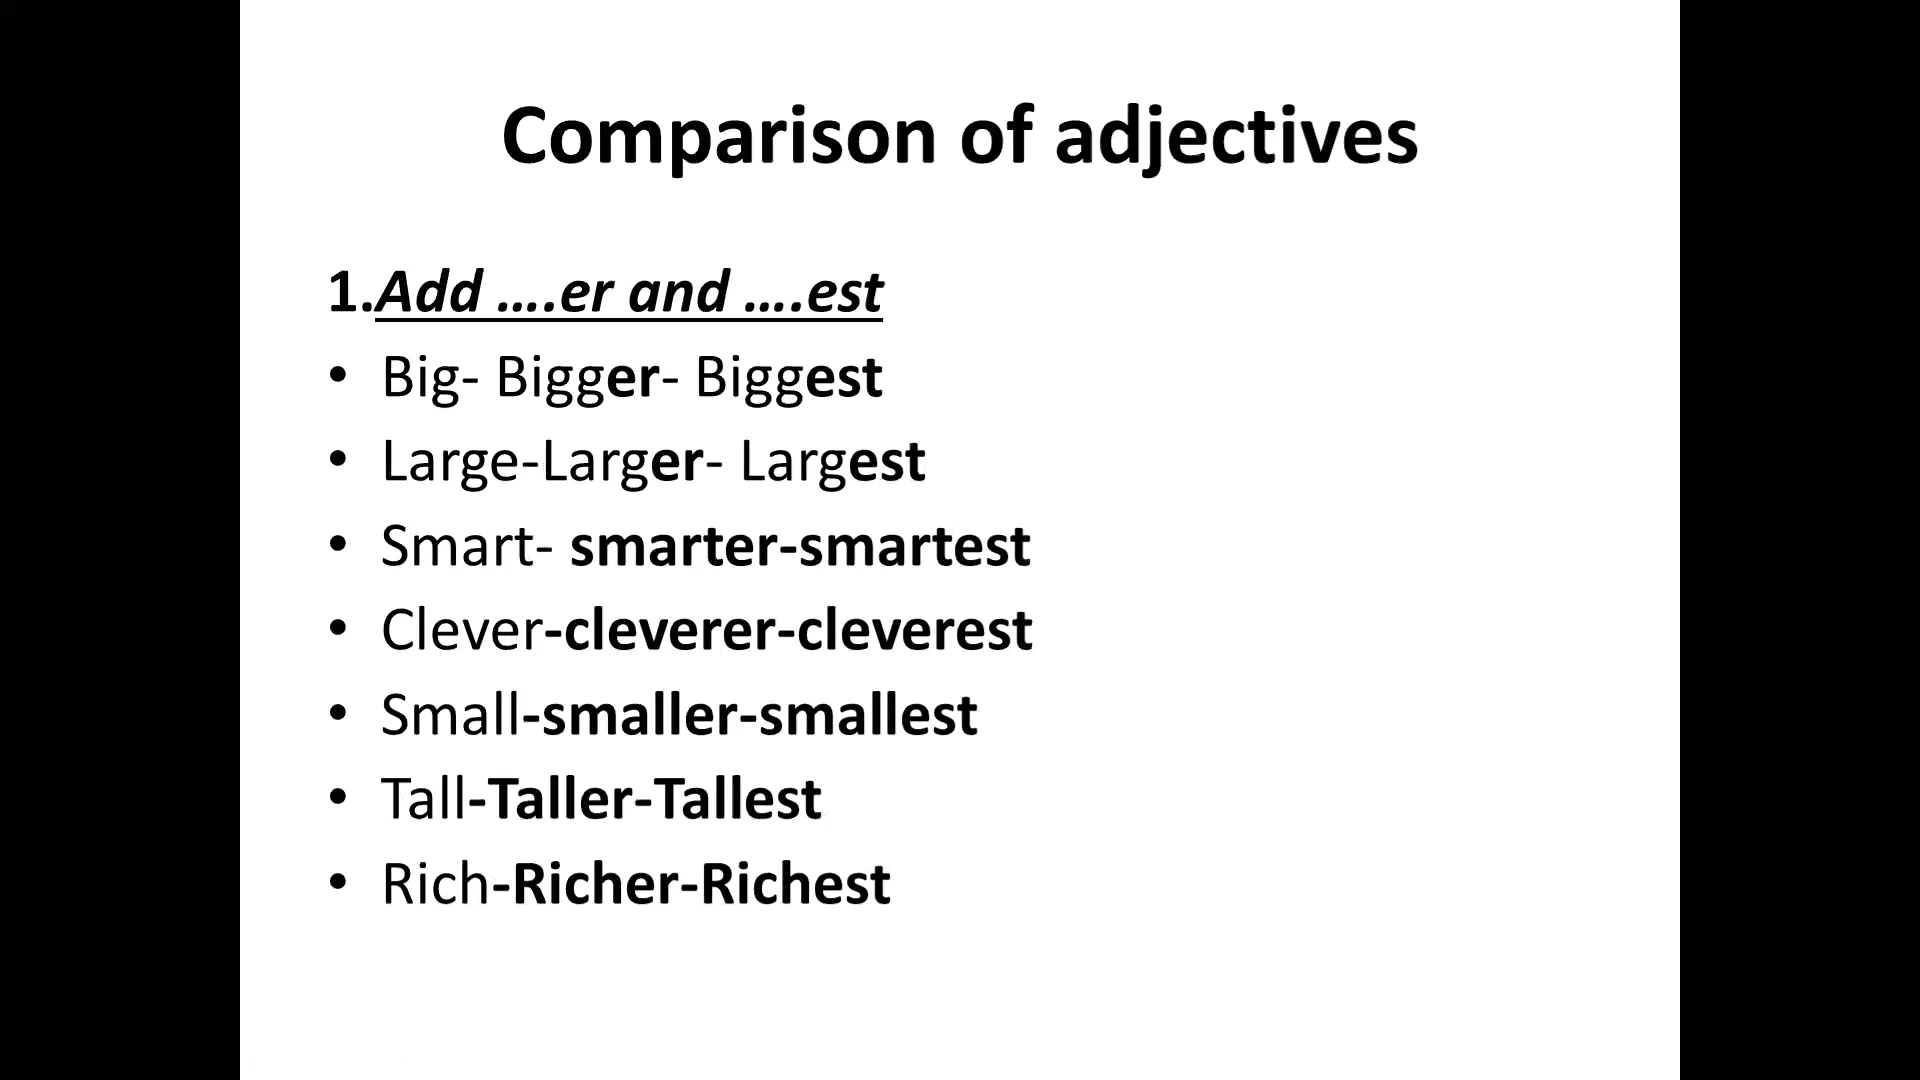 Comparison of adjectives
1.Add ….er and ….est
• Big- Bigger- Biggest
• Large-Larger- Largest
• Smart- smarter-smartest
• Clever-cleverer-cleverest
• Small-smaller-smallest
• Tall-Taller-Tallest
• Rich-Richer-Richest